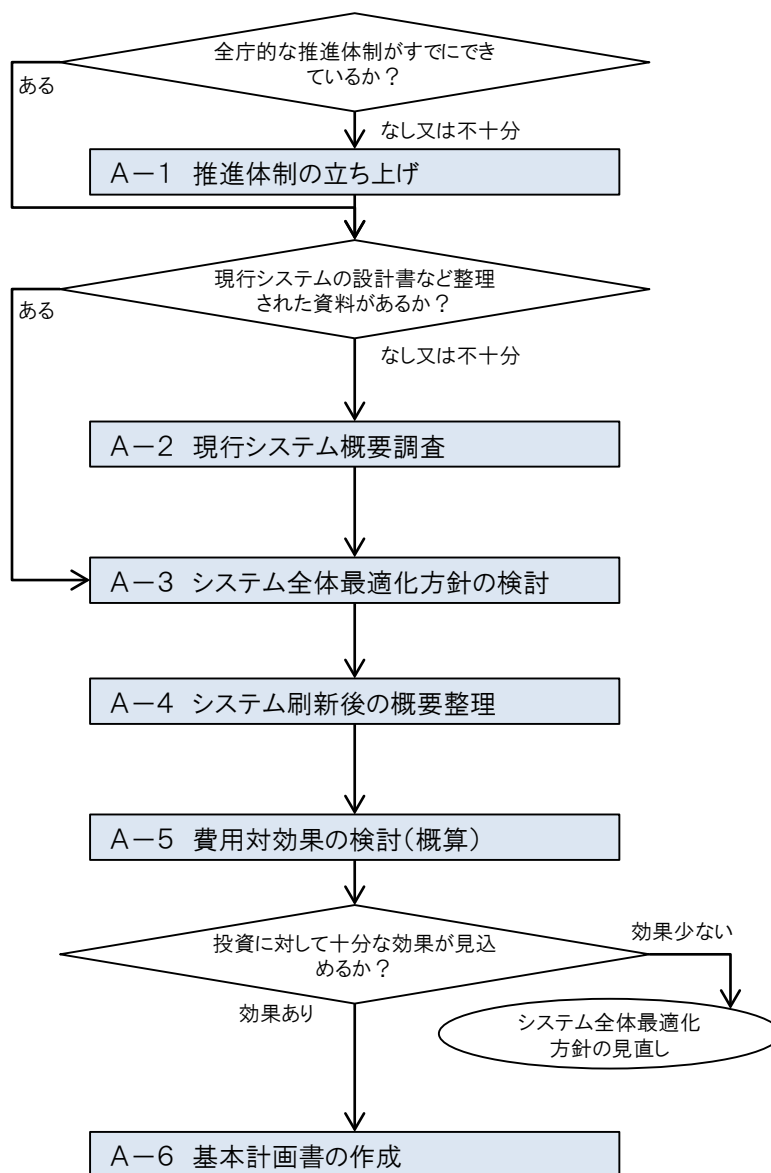 全庁的な推進体制がすでにでき
ているか？
ある
なし又は不十分
Ａ－１ 推進体制の立ち上げ
現行システムの設計書など整理
された資料があるか？
ある
なし又は不十分
Ａ－２ 現行システム概要調査
Ａ－３ システム全体最適化方針の検討
Ａ－４ システム刷新後の概要整理
Ａ－５ 費用対効果の検討（概算）
投資に対して十分な効果が見込
めるか？
効果少ない
効果あり
システム全体最適化
方針の見直し
Ａ－６ 基本計画書の作成